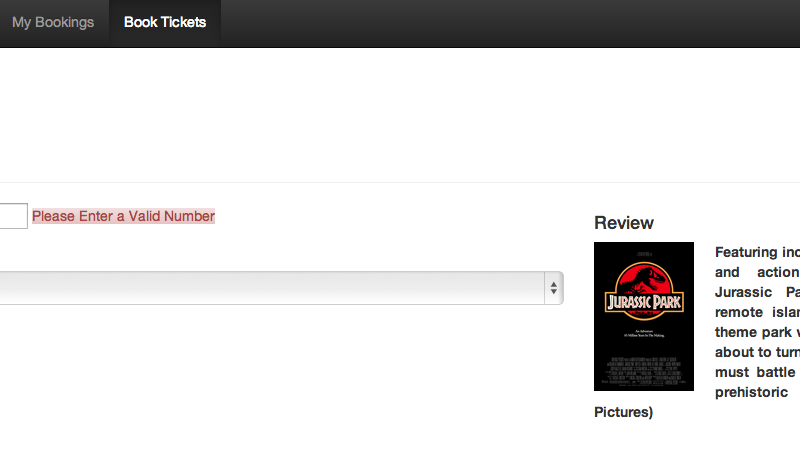 My Bookings
Book Tickets
Please Enter a Valid Number
Review
JURASSIC PARK
An Adventure
65 Million Years In The Making.
Featuring inc
and action
Jurassic Pa
remote islan
theme park w
about to turn
must battle
prehistoric
Pictures)